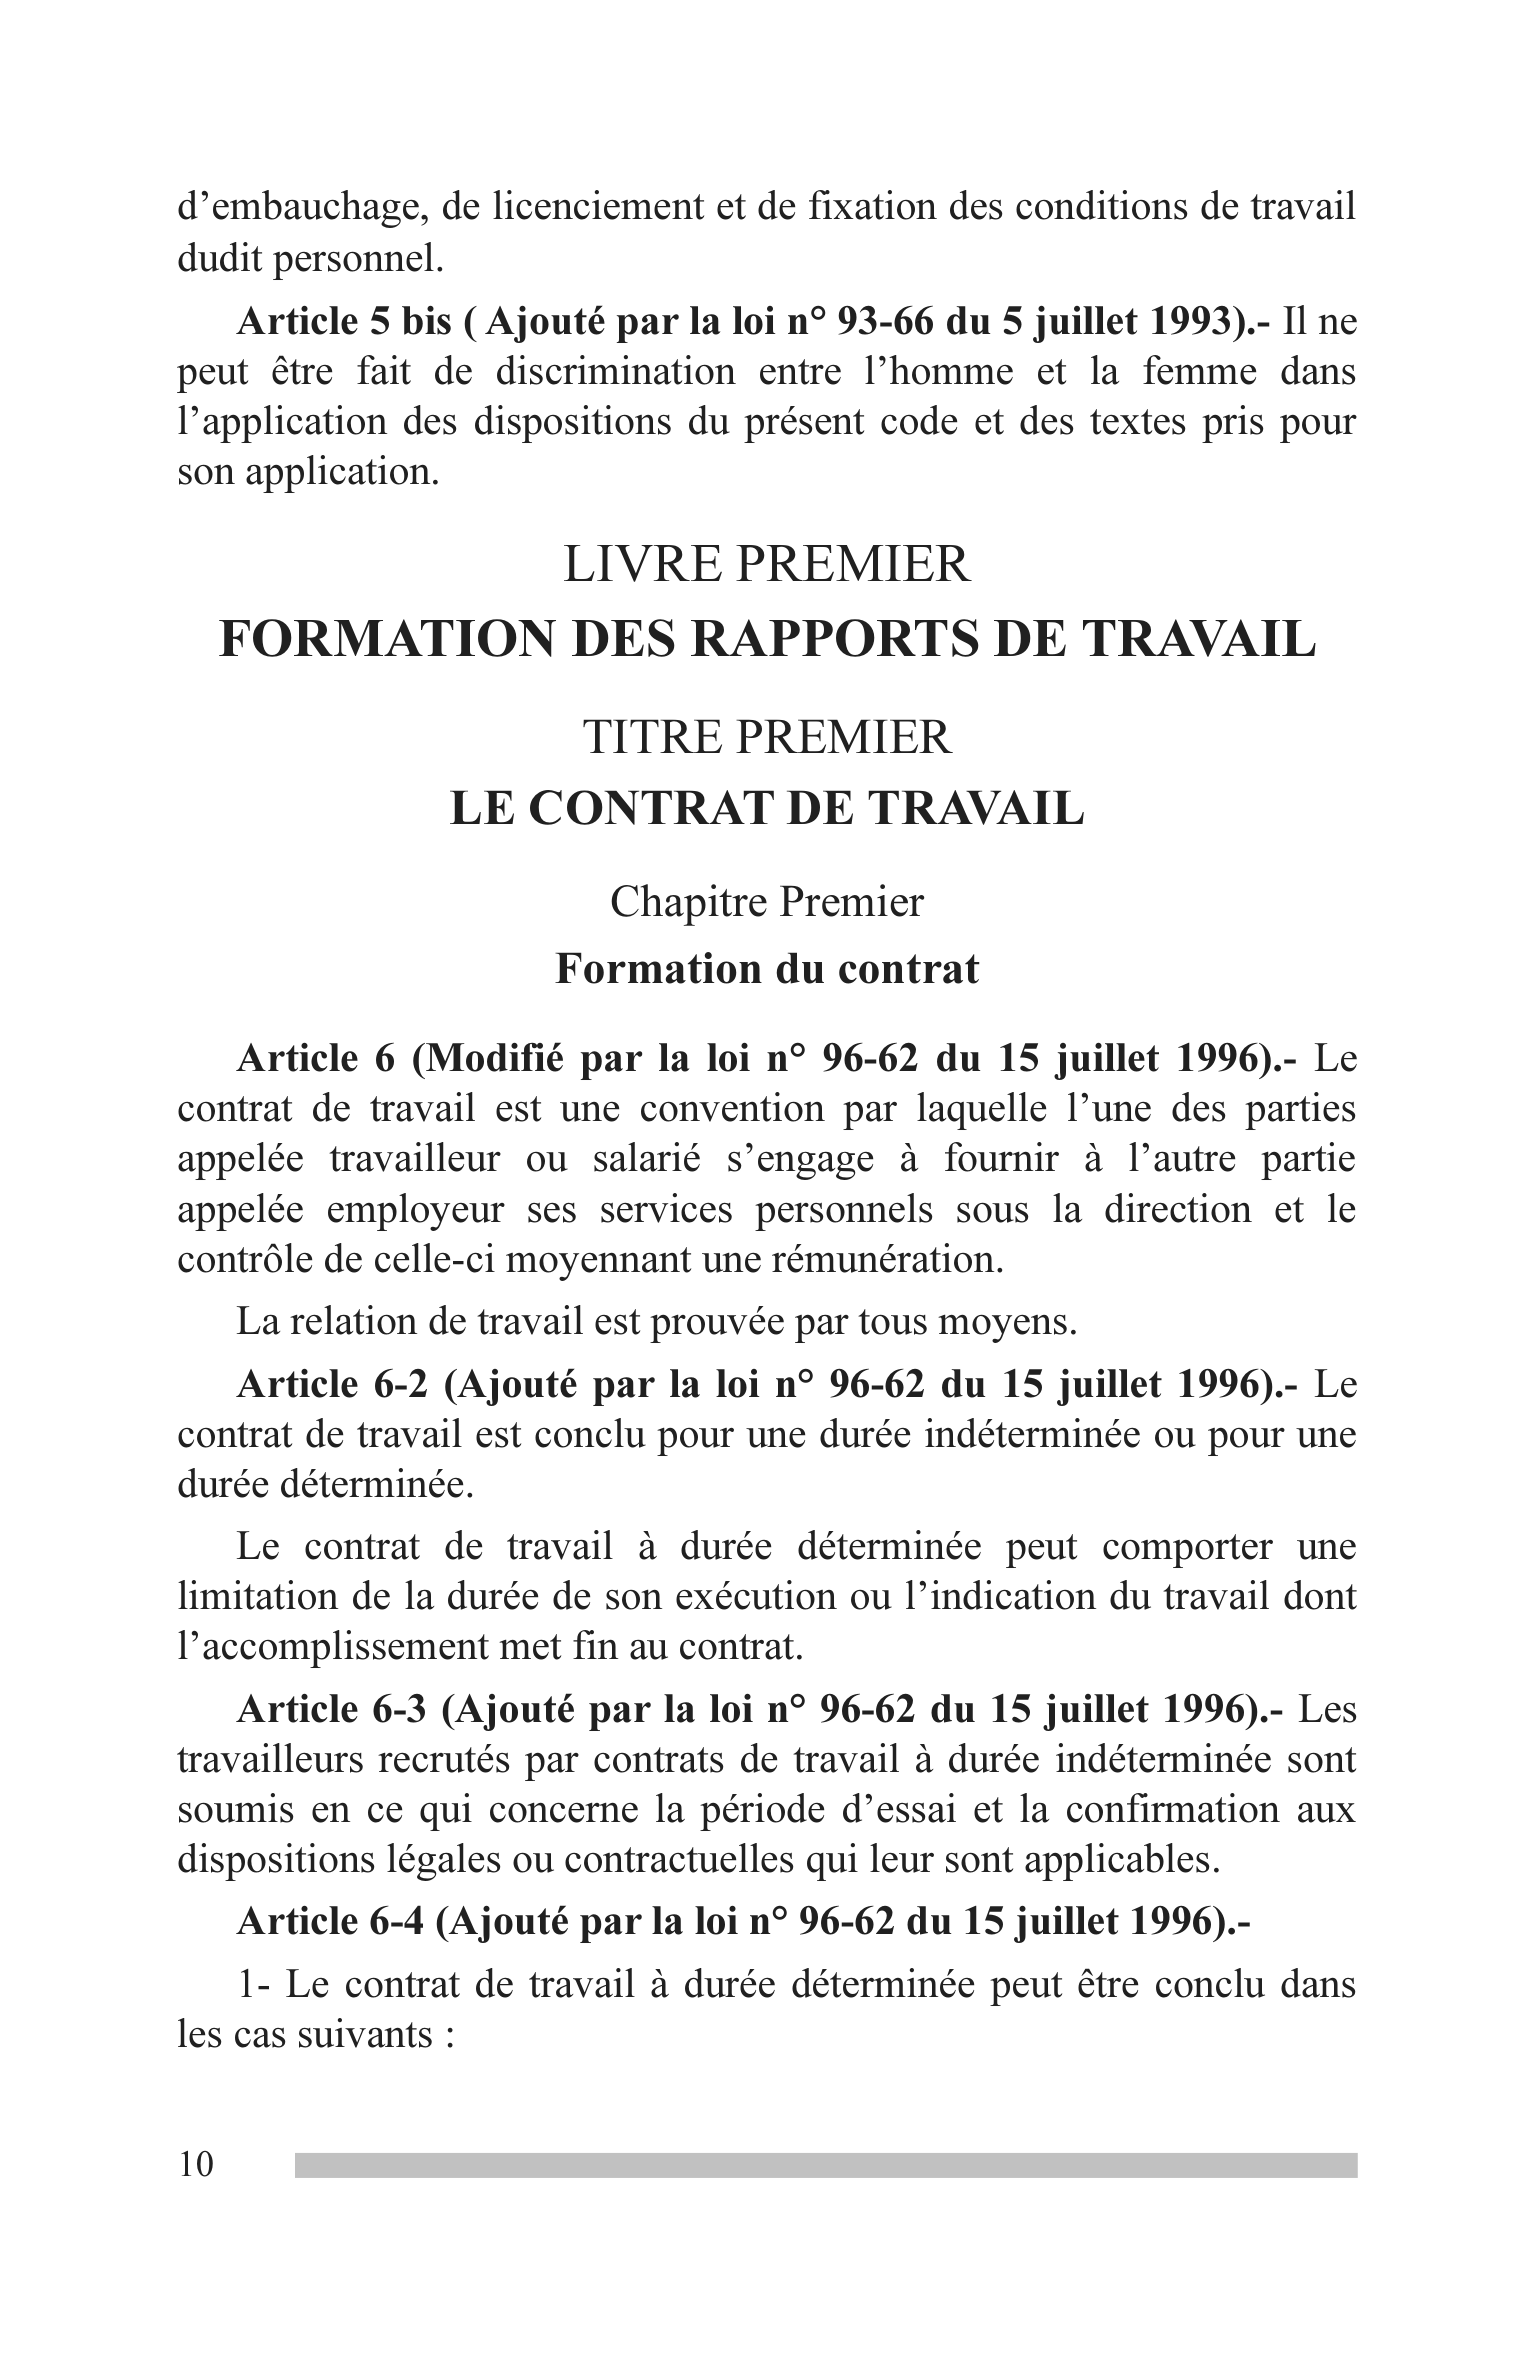 d’embauchage, de licenciement et de fixation des conditions de travail
dudit personnel.
Article 5 bis ( Ajouté par la loi n° 93-66 du 5 juillet 1993).- Il ne
peut être fait de discrimination entre l’homme et la femme dans
l’application des dispositions du présent code et des textes pris pour
son application.
LIVRE PREMIER
FORMATION DES RAPPORTS DE TRAVAIL
TITRE PREMIER
LE CONTRAT DE TRAVAIL
Chapitre Premier
Formation du contrat
Article 6 (Modifié par la loi n° 96-62 du 15 juillet 1996).- Le
contrat de travail est une convention par laquelle l’une des parties
appelée travailleur ou salarié s’engage à fournir à l’autre partie
appelée employeur ses services personnels sous la direction et le
contrôle de celle-ci moyennant une rémunération.
La relation de travail est prouvée par tous moyens.
Article 6-2 (Ajouté par la loi n° 96-62 du 15 juillet 1996).- Le
contrat de travail est conclu pour une durée indéterminée ou pour une
durée déterminée.
Le contrat de travail à durée déterminée peut comporter une
limitation de la durée de son exécution ou l’indication du travail dont
l’accomplissement met fin au contrat.
Article 6-3 (Ajouté par la loi n° 96-62 du 15 juillet 1996).- Les
travailleurs recrutés par contrats de travail à durée indéterminée sont
soumis en ce qui concerne la période d’essai et la confirmation aux
dispositions légales ou contractuelles qui leur sont applicables.
Article 6-4 (Ajouté par la loi n° 96-62 du 15 juillet 1996).-
1- Le contrat de travail à durée déterminée peut être conclu dans
les cas suivants :
10